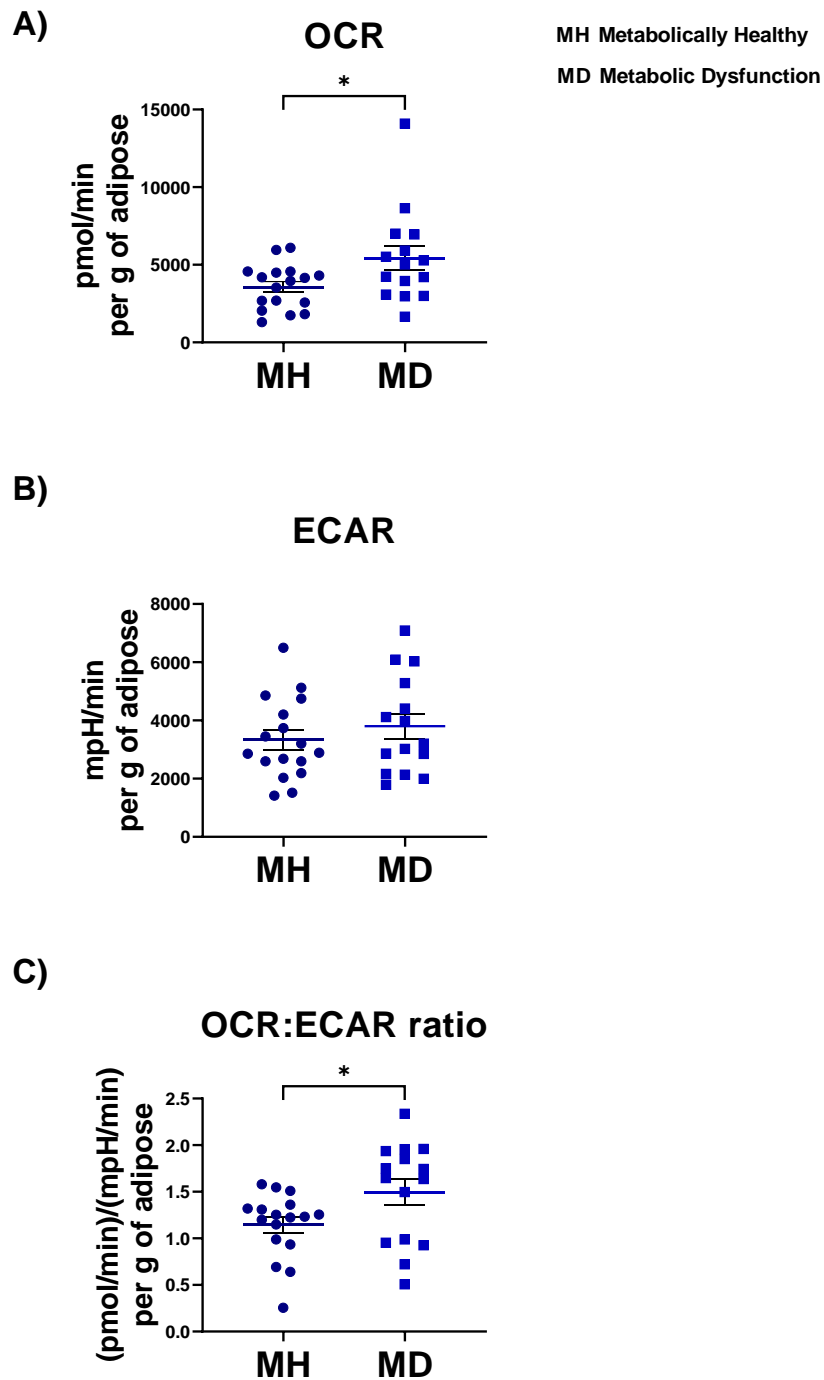 A)
OCR
MH Metabolically Healthy
MD Metabolic Dysfunction
*
pmol/min
per g of adipose
15000
10000
5000
0
MH MD
B)
ECAR
mpH/min
per g of adipose
8000
6000
4000
2000
0
MH MD
C)
OCR:ECAR ratio
*
(pmol/min)/(mpH/min)
per g of adipose
2.5
2.0
1.5
1.0
0.5
0.0
MH MD